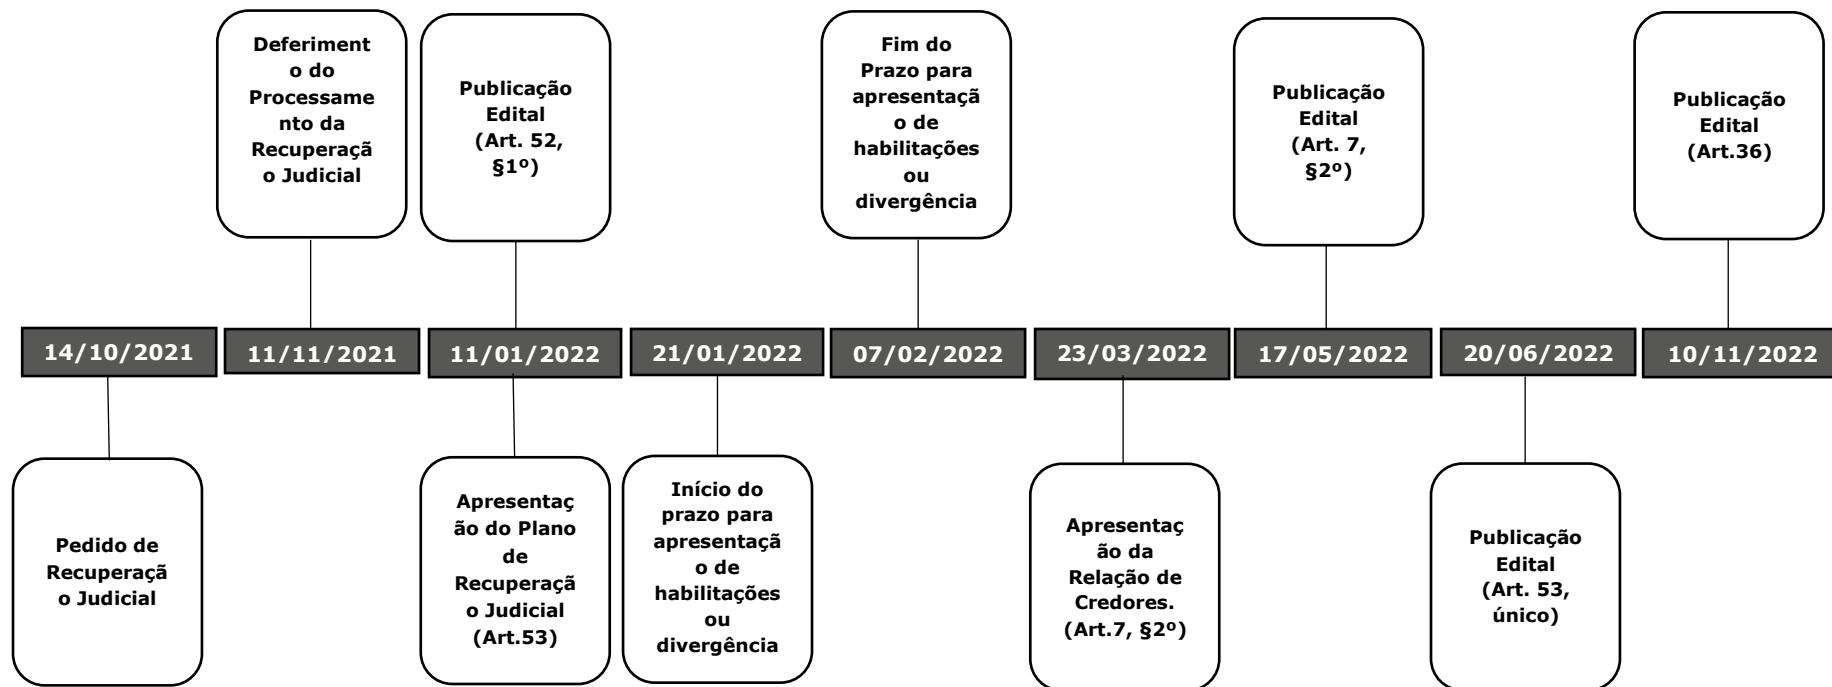 Deferiment
o do
Processame
nto da
Recuperaçã
o Judicial
Publicação
Edital
(Art. 52,
§1º)
Fim do
Prazo para
apresentaçã
o de
habilitações
ou
divergência
Publicação
Edital
(Art. 7,
§2º)
Publicação
Edital
(Art.36)
14/10/2021
11/11/2021
11/01/2022
21/01/2022
07/02/2022
23/03/2022
17/05/2022
20/06/2022
10/11/2022
Pedido de
Recuperaçã
o Judicial
Apresentaç
ão do Plano
de
Recuperaçã
o Judicial
(Art.53)
Início do
prazo para
apresentaçã
o de
habilitações
ou
divergência
Apresentaç
ão da
Relação de
Credores.
(Art.7, §2º)
Publicação
Edital
(Art. 53,
único)